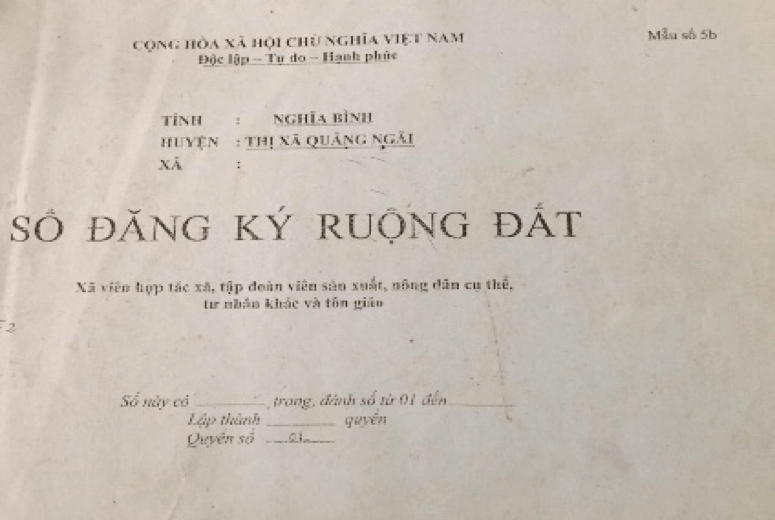 CỘNG HÒA XÃ HỘI CHỦ NGHĨA VIỆT NAM
Mẫu số 5b
Độc lập – Tự do – Hạnh phúc
TỈNH : NGHĨA BÌNH
HUYỆN : THỊ XÃ QUẢNG NGÃI
XÃ :
SỔ ĐĂNG KÝ RUỘNG ĐẤT
Xã viên hợp tác xã, tập đoàn viên sản xuất, nông dân cụ thể,
tư nhân khác và tôn giáo
2
Sổ này có ............ trang, đánh số từ 01 đến ............
Lập thành ............ quyển
Quyển số ....01....